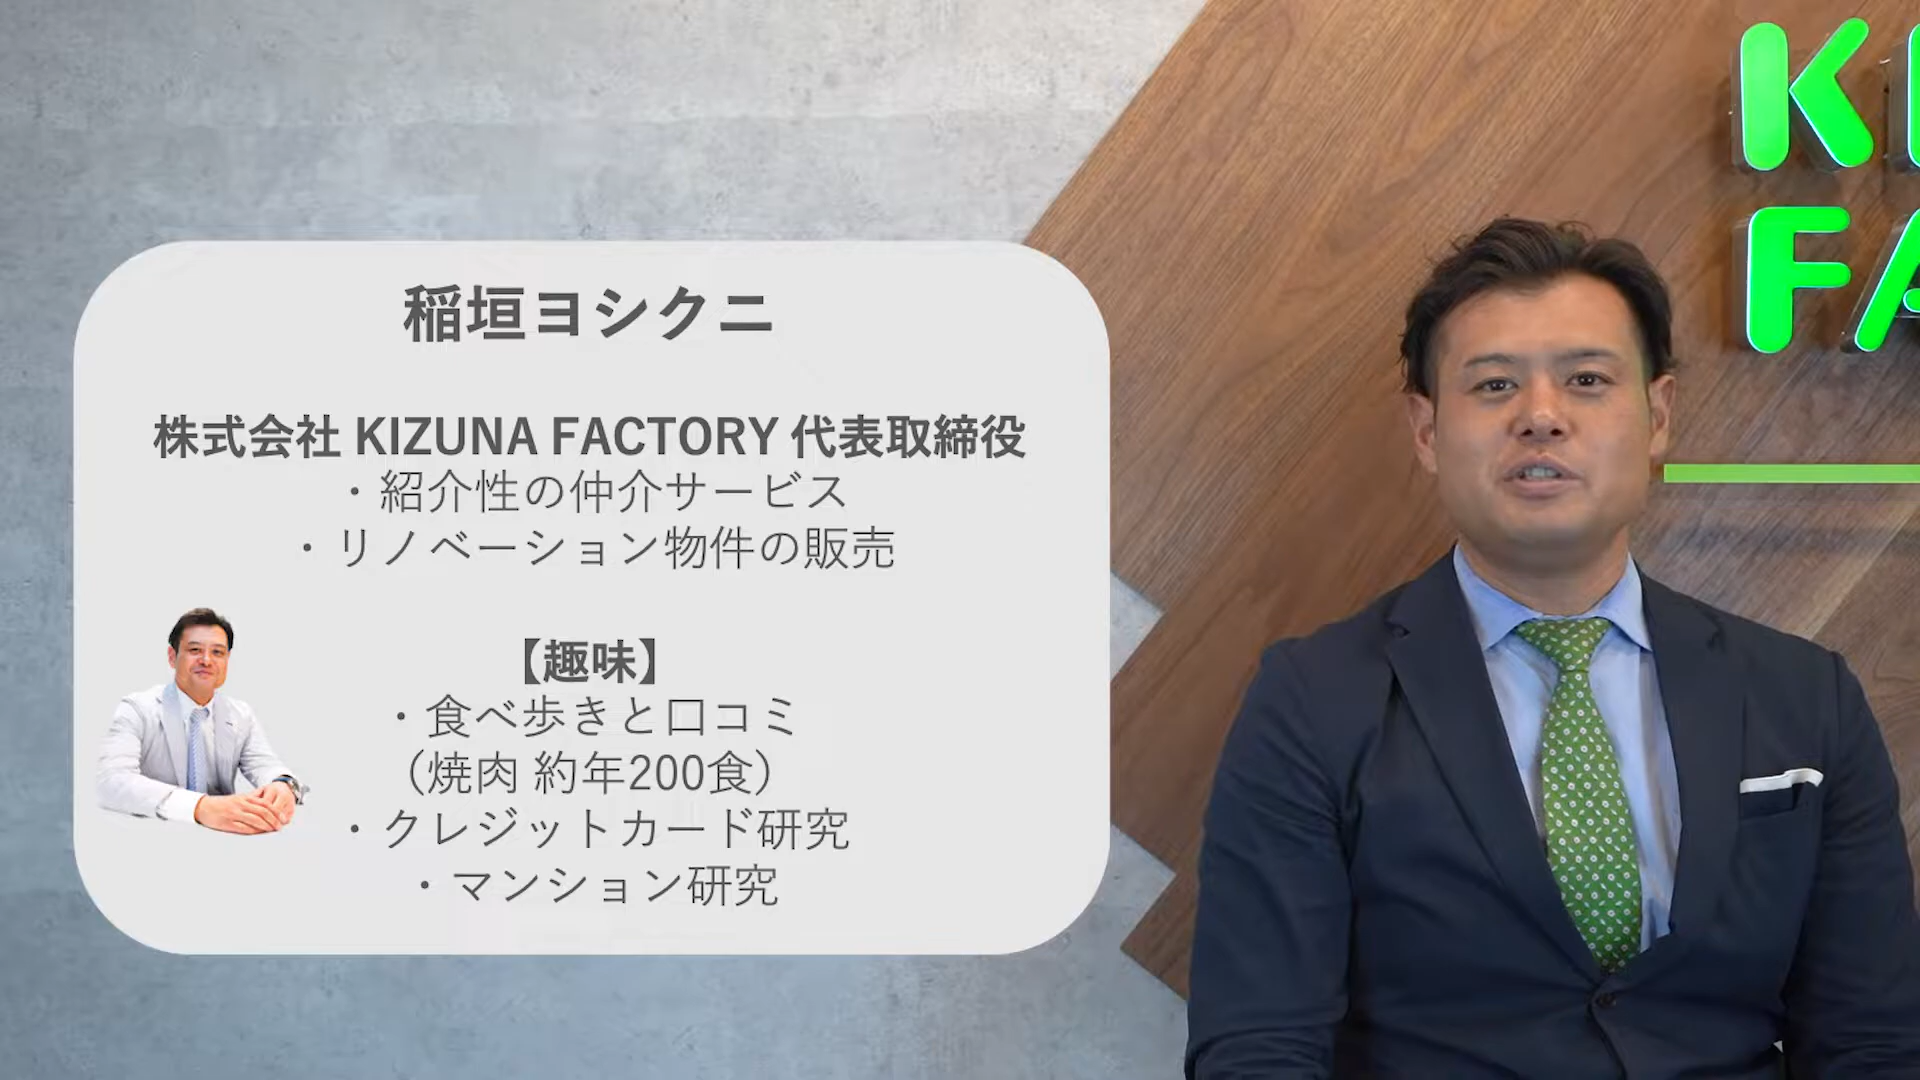 稲垣ヨシクニ
株式会社 KIZUNA FACTORY 代表取締役
・紹介性の仲介サービス
・リノベーション物件の販売
【趣味】
・食べ歩きと口コミ
（焼肉 約年200食）
・クレジットカード研究
・マンション研究
K
FA